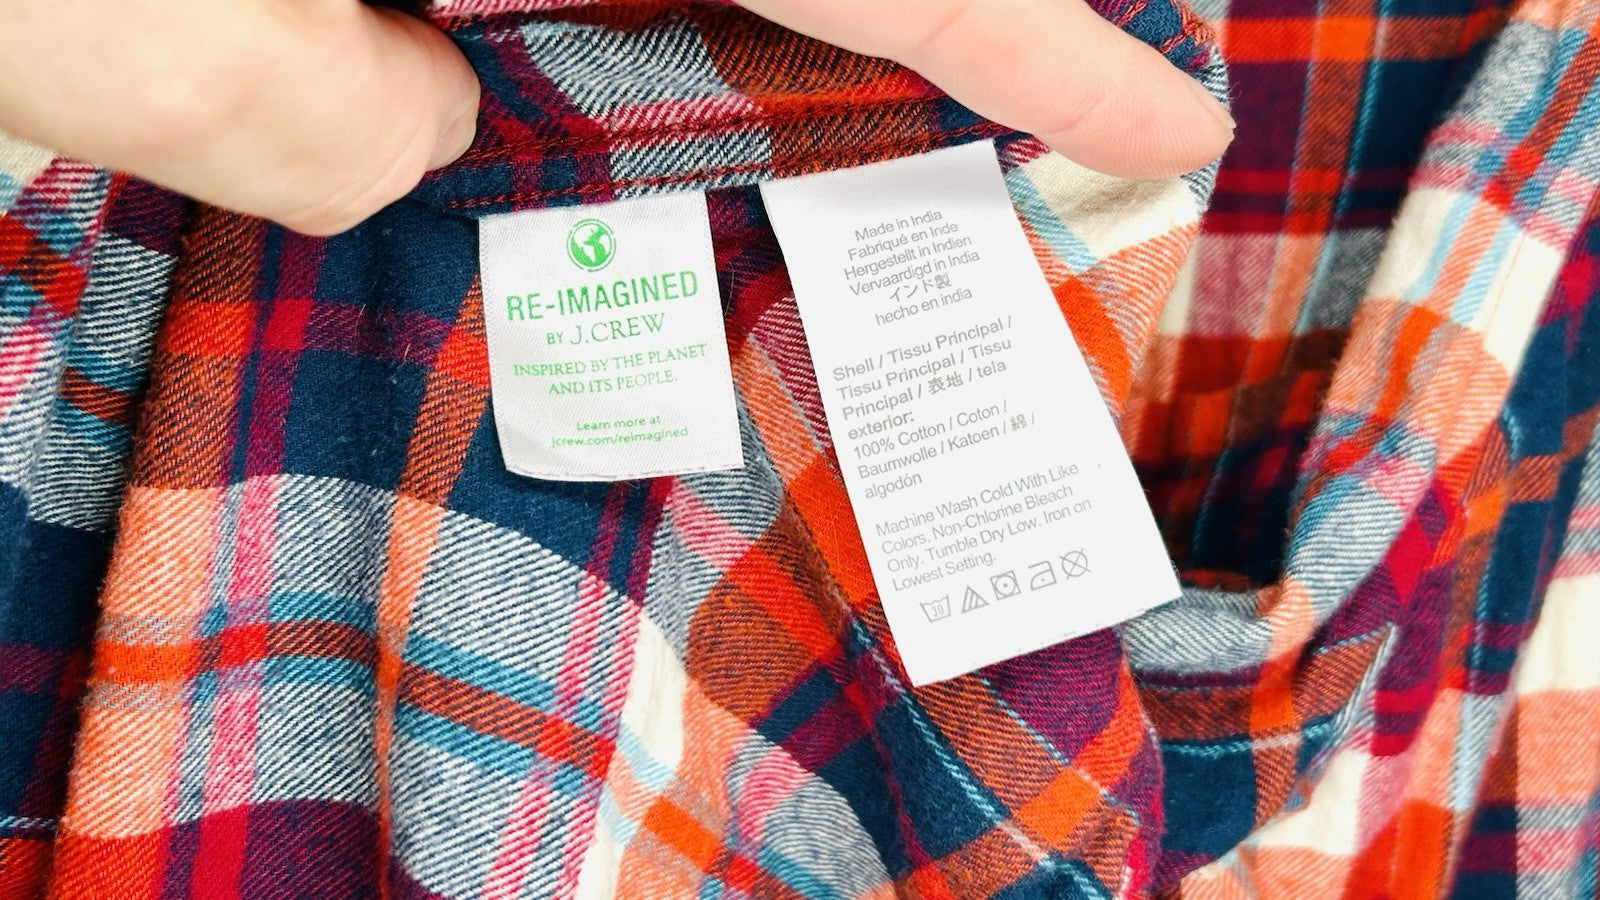 RE-IMAGINED
BY J.CREW
INSPIRED BY THE PLANET
AND ITS PEOPLE.
Learn more at
jcrew.com/reimagined
Made in India
Fabriqué en Inde
Hergestellt in Indien
Vervaardigd in India
インド製
hecho en india
Shell / Tissu Principal /
Tissu Principal / Tissu
Principal / 表地 / tela
exterior:
100% Cotton / Coton /
Baumwolle / Katoen / 綿 /
algodón
Machine Wash Cold With Like
Colors. Non-Chlorine Bleach
Only. Tumble Dry Low. Iron on
Lowest Setting.
30